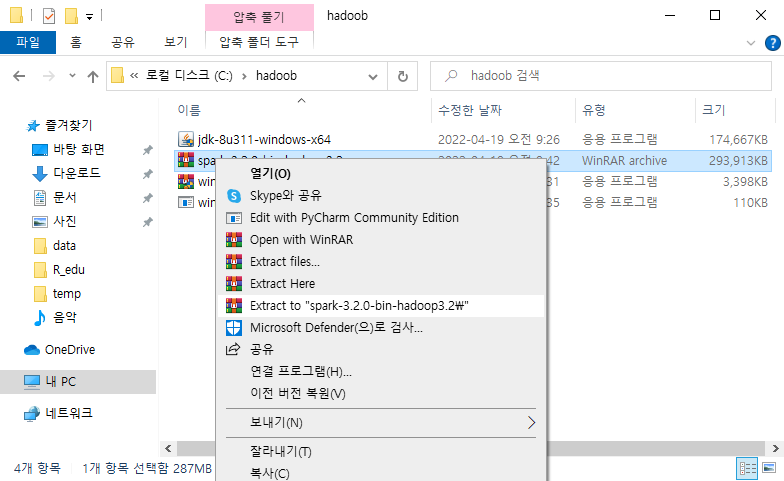 압축 풀기
hadoob
파일
홈
공유
보기
압축 폴더 도구
« 로컬 디스크 (C:) > hadoob
hadoob 검색
이름
수정한 날짜
유형
크기
즐겨찾기
바탕 화면
다운로드
문서
사진
data
R_edu
temp
음악
OneDrive
내 PC
네트워크
jdk-8u311-windows-x64
2022-04-19 오전 9:26
응용 프로그램
174,667KB
WinRAR archive
293,913KB
win
31
응용 프로그램
3,398KB
win
35
응용 프로그램
110KB
열기(O)
Skype와 공유
Edit with PyCharm Community Edition
Open with WinRAR
Extract files...
Extract Here
Extract to "spark-3.2.0-bin-hadoop3.2₩"
Microsoft Defender(으)로 검사...
공유
연결 프로그램(H)...
이전 버전 복원(V)
보내기(N)
잘라내기(T)
복사(C)
4개 항목
1개 항목 선택함 287MB